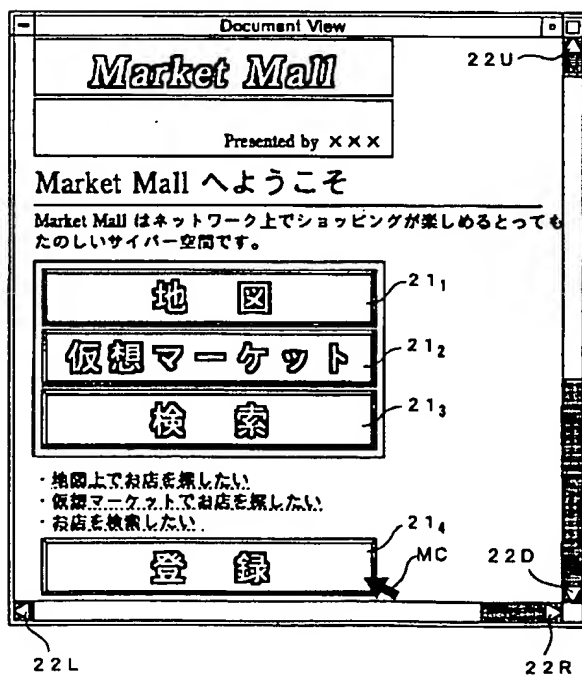 Document View
22U
Market Mall
Presented by ×××
Market Mall へようこそ
Market Mall はネットワーク上でショッピングが楽しめるとっても
たのしいサイバー空間です。
地 図
21₁
仮想マーケット
21₂
検 索
21₃
・地図上でお店を探したい
・仮想マーケットでお店を探したい
・お店を検索したい
21₄
登 録
MC
22D
22L
22R